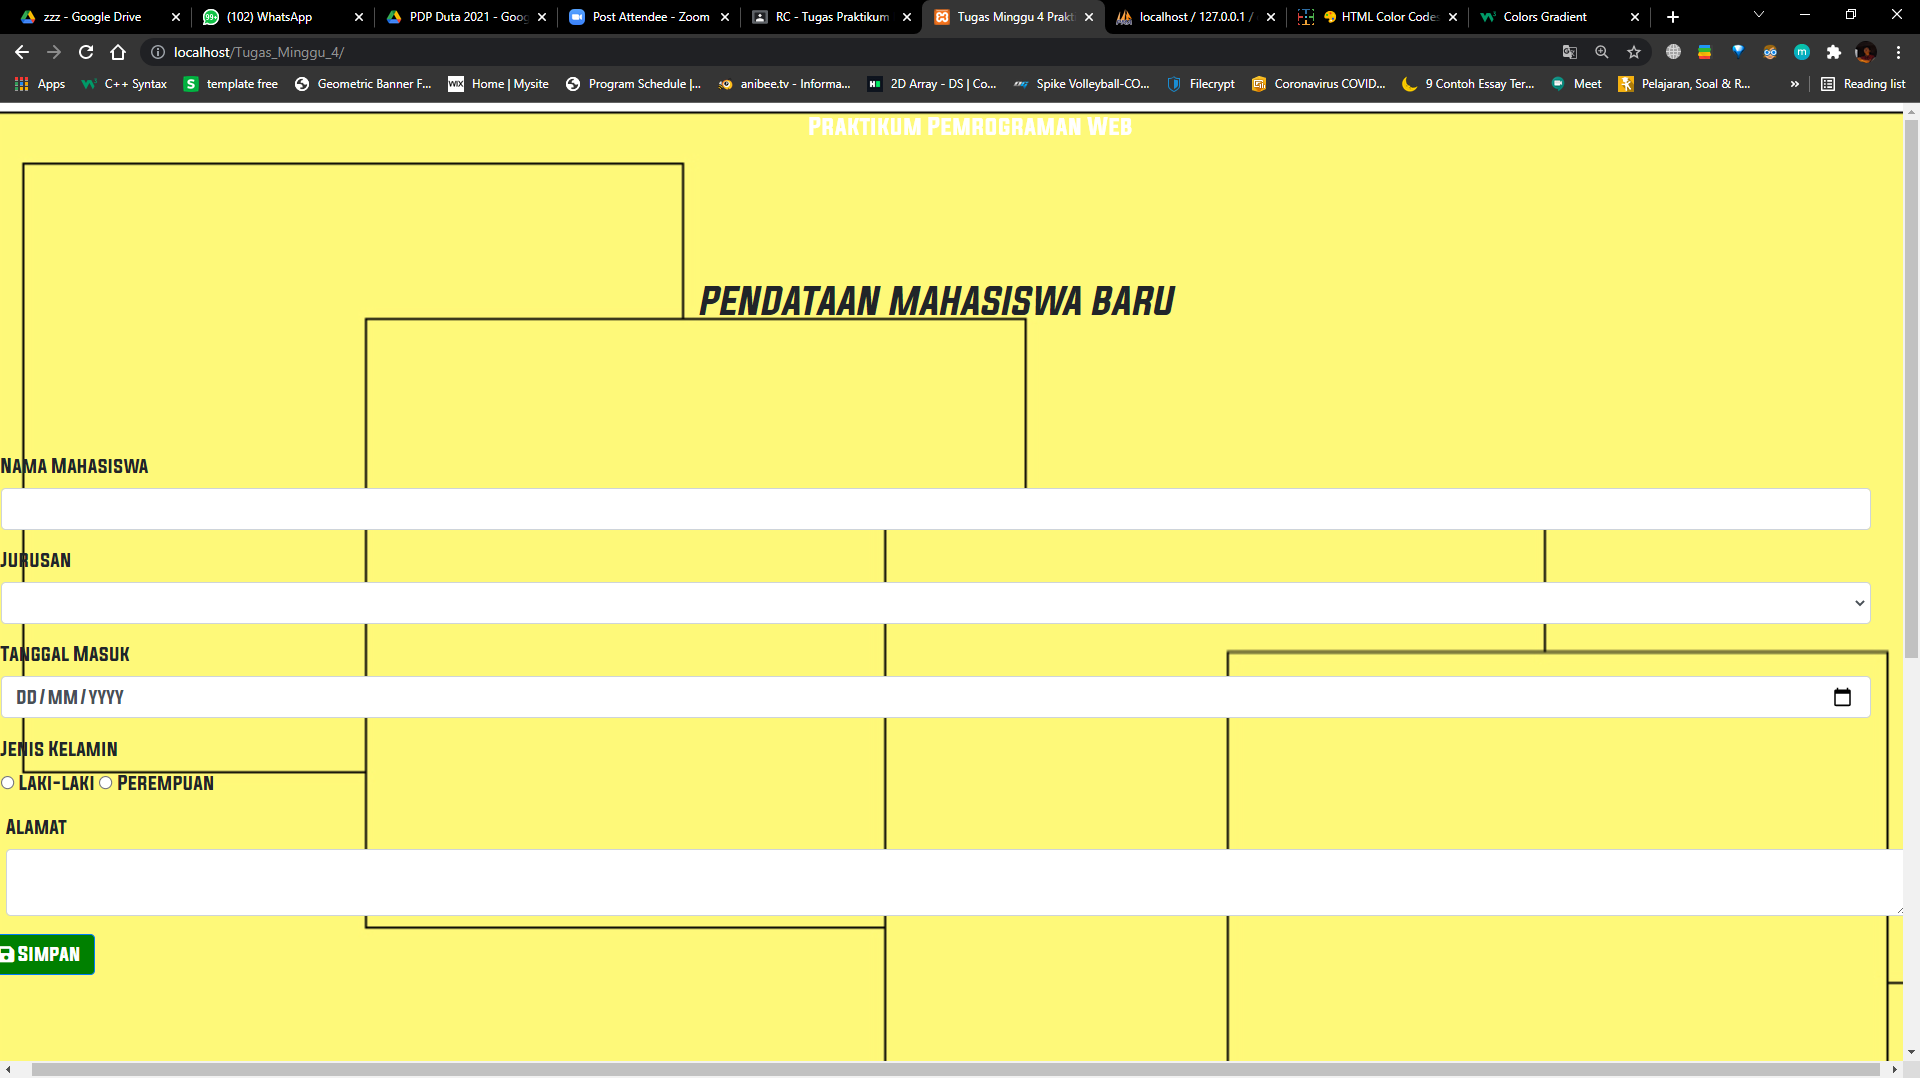 zzz - Google Drive
(102) WhatsApp
PDP Duta 2021 - Goog
Post Attendee - Zoom
RC - Tugas Praktikum
Tugas Minggu 4 Prakt
localhost / 127.0.0.1 /
HTML Color Codes
Colors Gradient
localhost/Tugas_Minggu_4/
Apps
C++ Syntax
template free
Geometric Banner F...
Home | Mysite
Program Schedule |...
anibee.tv - Informa...
2D Array - DS | Co...
Spike Volleyball-CO...
Filecrypt
Coronavirus COVID...
9 Contoh Essay Ter...
Meet
Pelajaran, Soal & R...
»
Reading list
Praktikum Pemrograman Web
PENDATAAN MAHASISWA BARU
Nama Mahasiswa
Jurusan
Tanggal Masuk
DD/MM/YYYY
Jenis Kelamin
Laki-laki Perempuan
Alamat
Simpan